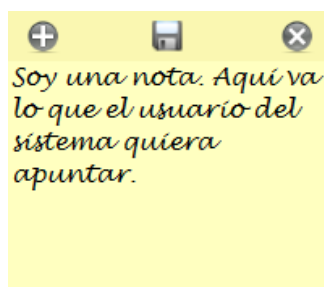 Soy una nota. Aquí va
lo que el usuario del
sistema quiera
apuntar.